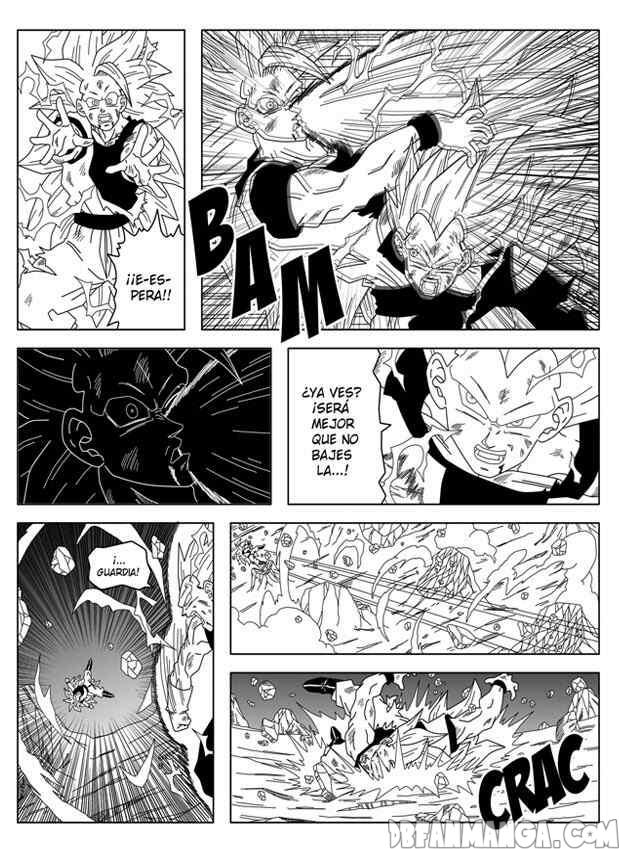 ¡¡E-ES-
PERA!!
BAM
¿YA VES?
¡SERÁ
MEJOR
QUE NO
BAJES
LA...!
¡...
GUARDIA!
CRAC
DBFANMANGA.COM